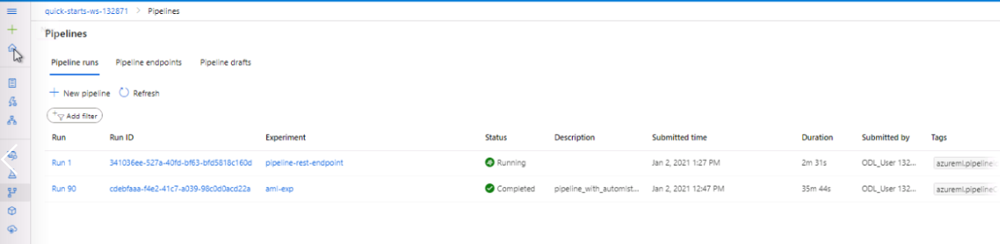 quick-starts-ws-132871 > Pipelines
Pipelines
Pipeline runs Pipeline endpoints Pipeline drafts
New pipeline Refresh
Add filter
Run Run ID Experiment Status Description Submitted time Duration Submitted by Tags
Run 1 341036ee-527a-40fd-bf63-bfd5818c160d pipeline-rest-endpoint Running Jan 2, 2021 1:27 PM 2m 31s ODL_User 132... azureml.pipeline
Run 90 cdebfaaa-f4e2-41c7-a039-98c0d0acd22a aml-exp Completed pipeline_with_automlst... Jan 2, 2021 12:47 PM 35m 44s ODL_User 132... azureml.pipeline